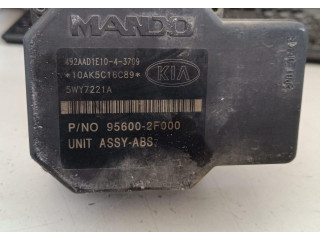 MANDO
492AAD1E10-4-3709
*10AK5C16C89*
KIA
5WY7221A
P/NO 95600-2F000
UNIT ASSY-ABS